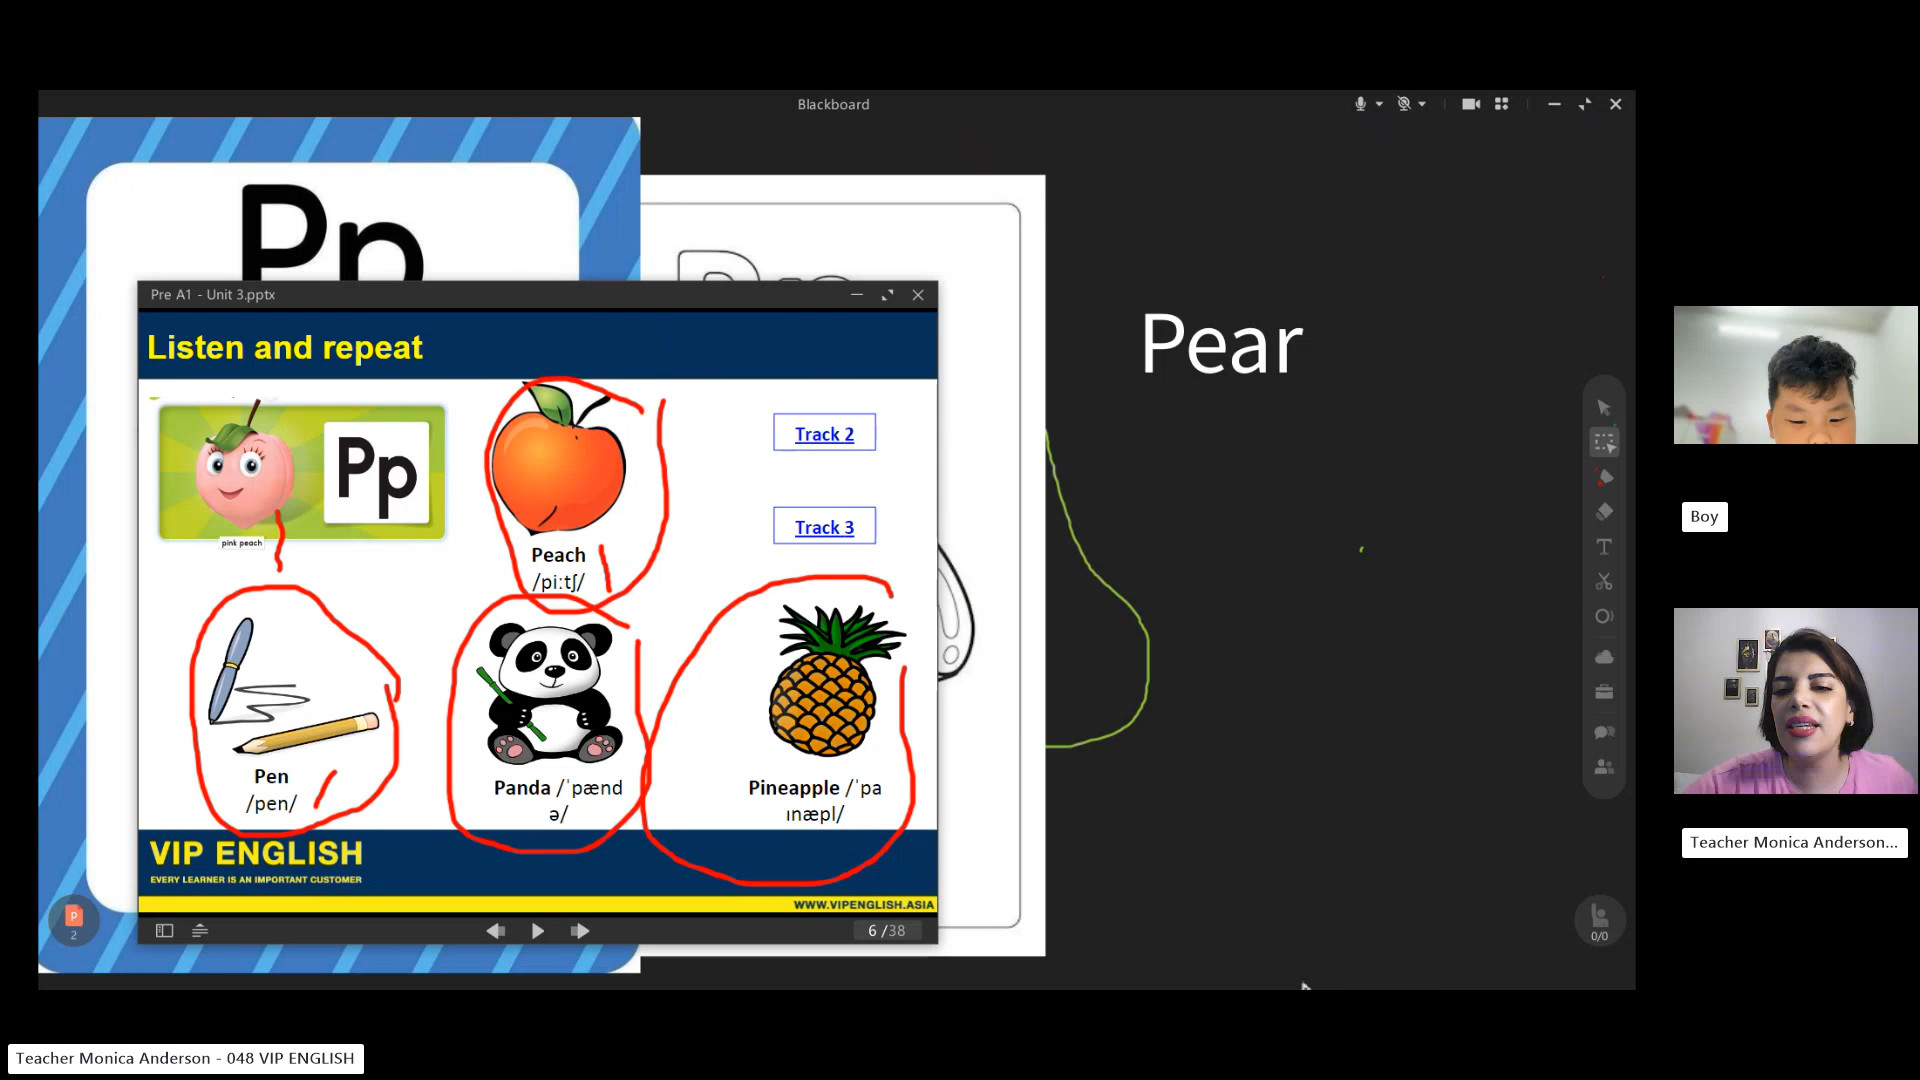 Blackboard
Pp
Pre A1 - Unit 3.pptx
Listen and repeat
Pp
pink peach
Peach
/piːtʃ/
Track 2
Track 3
Pen
/pen/
Panda /ˈpænd
ə/
Pineapple /ˈpa
ɪnæpl/
VIP ENGLISH
EVERY LEARNER IS AN IMPORTANT CUSTOMER
WWW.VIPENGLISH.ASIA
6 /38
P
2
Pear
0/0
Boy
Teacher Monica Anderson...
Teacher Monica Anderson - 048 VIP ENGLISH